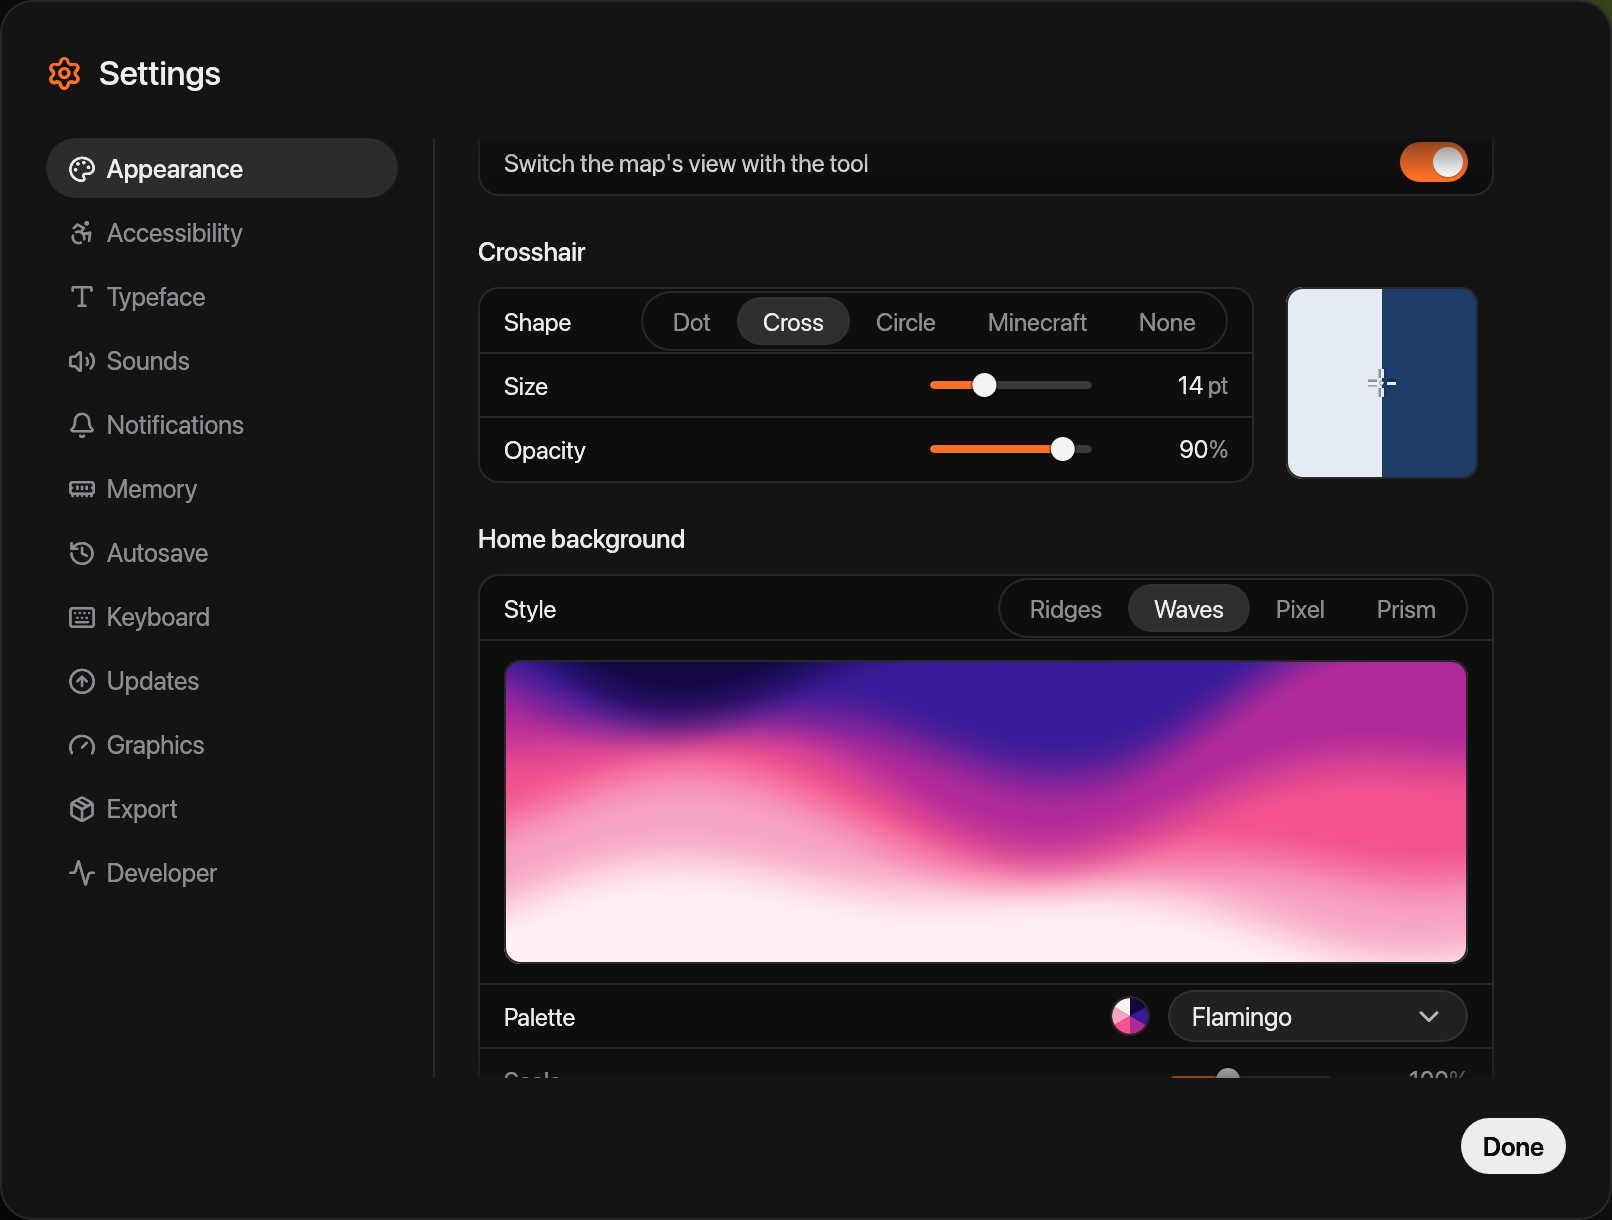 Settings
Appearance
Accessibility
Typeface
Sounds
Notifications
Memory
Autosave
Keyboard
Updates
Graphics
Export
Developer
Switch the map's view with the tool
Crosshair
Shape Dot Cross Circle Minecraft None
Size 14 pt
Opacity 90%
Home background
Style Ridges Waves Pixel Prism
Palette Flamingo
Scale 100%
Done